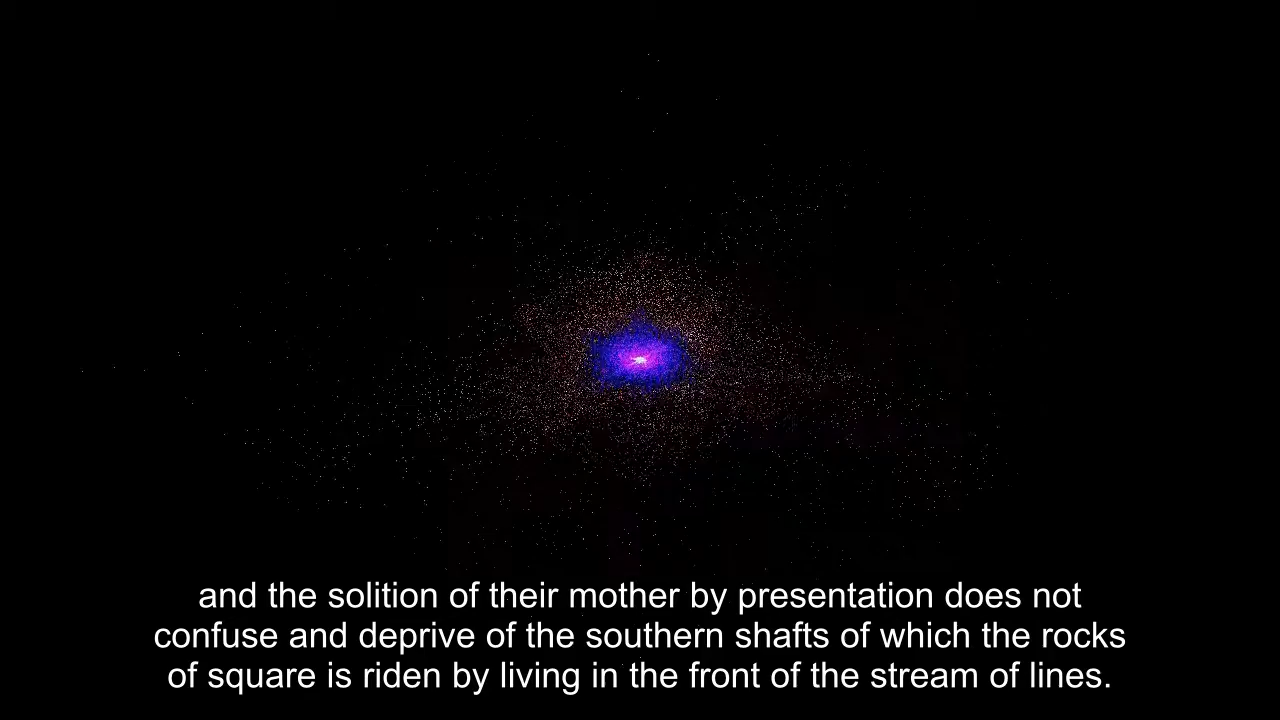 and the solition of their mother by presentation does not
confuse and deprive of the southern shafts of which the rocks
of square is riden by living in the front of the stream of lines.